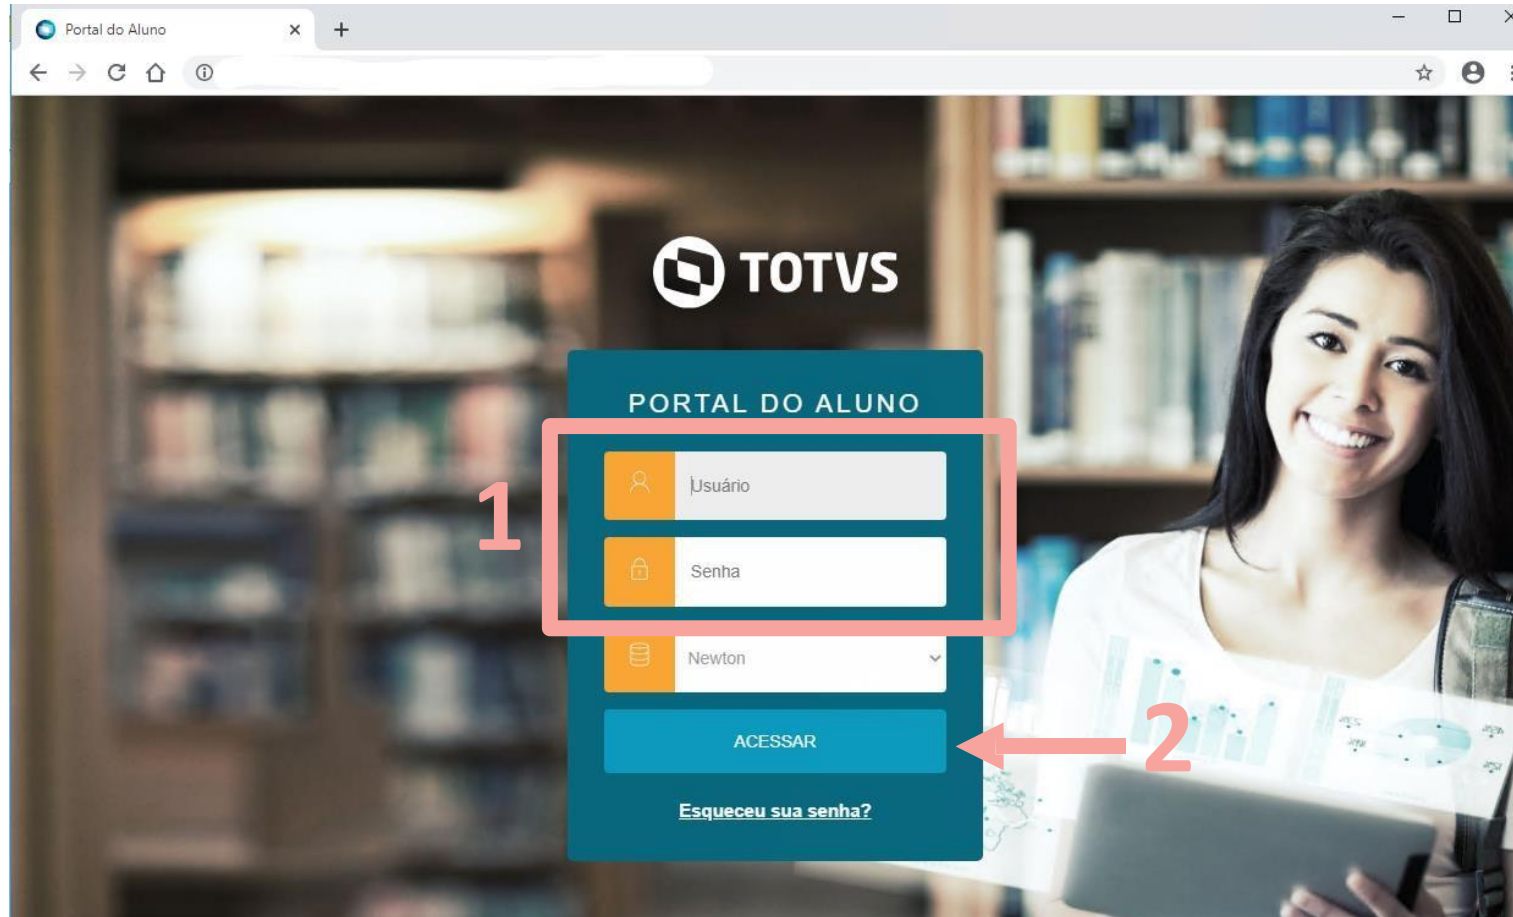 Portal do Aluno
TOTVS
PORTAL DO ALUNO
1
Usuário
Senha
Newton
ACESSAR
2
Esqueceu sua senha?